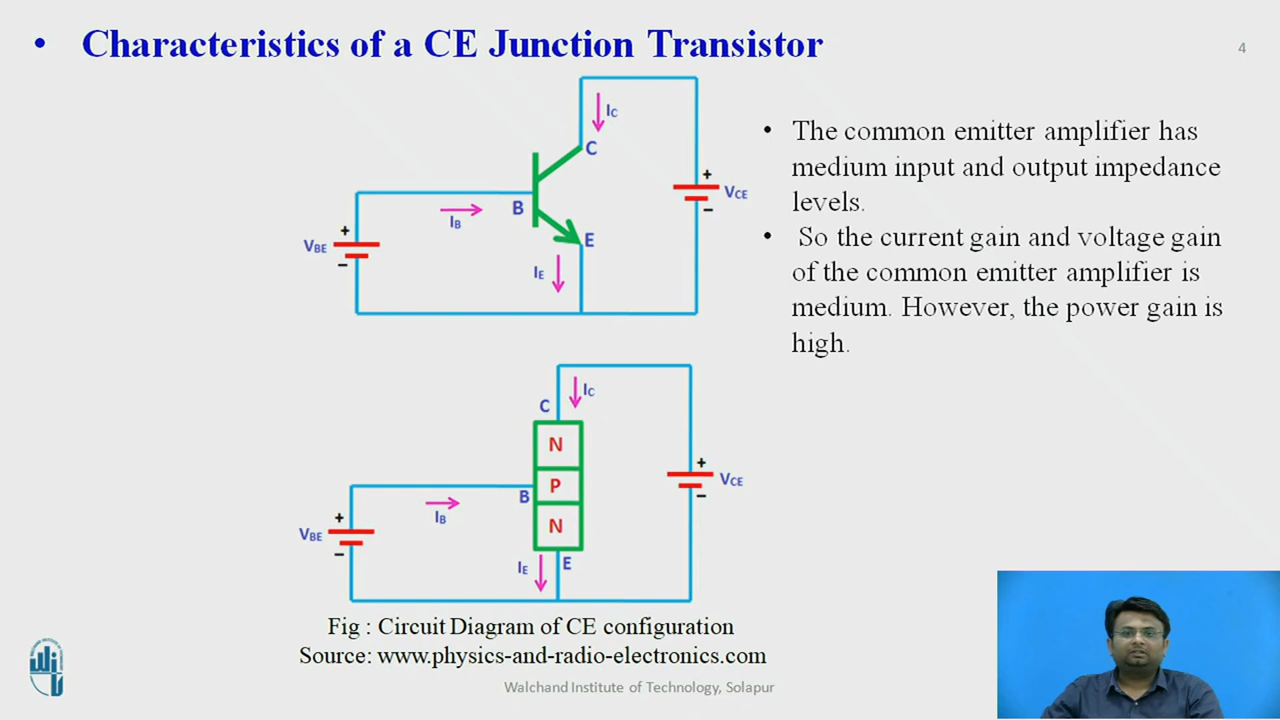 • Characteristics of a CE Junction Transistor
4
IC
C
+
VCE
−
B
IB
E
IE
+
VBE
−
• The common emitter amplifier has
medium input and output impedance
levels.
• So the current gain and voltage gain
of the common emitter amplifier is
medium. However, the power gain is
high.
IC
C
N
P
N
B
IB
E
IE
+
VBE
−
+
VCE
−
Fig : Circuit Diagram of CE configuration
Source: www.physics-and-radio-electronics.com
Walchand Institute of Technology, Solapur